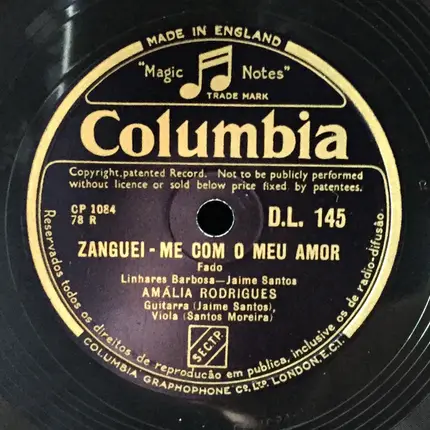 MADE IN ENGLAND
"Magic Notes"
TRADE MARK
Columbia
Copyright, patented Record. Not to be publicly performed
without licence or sold below price fixed by patentees.
CP 1084
78 R
D.L. 145
ZANGUEI-ME COM O MEU AMOR
Fado
Linhares Barbosa—Jaime Santos
AMÁLIA RODRIGUES
Guitarra (Jaime Santos),
Viola (Santos Moreira)
SECTP.
Reservados todos os direitos de reprodução em publica, inclusive os de radio-difusão.
COLUMBIA GRAPHOPHONE Co. LTD. LONDON, E.C.1.